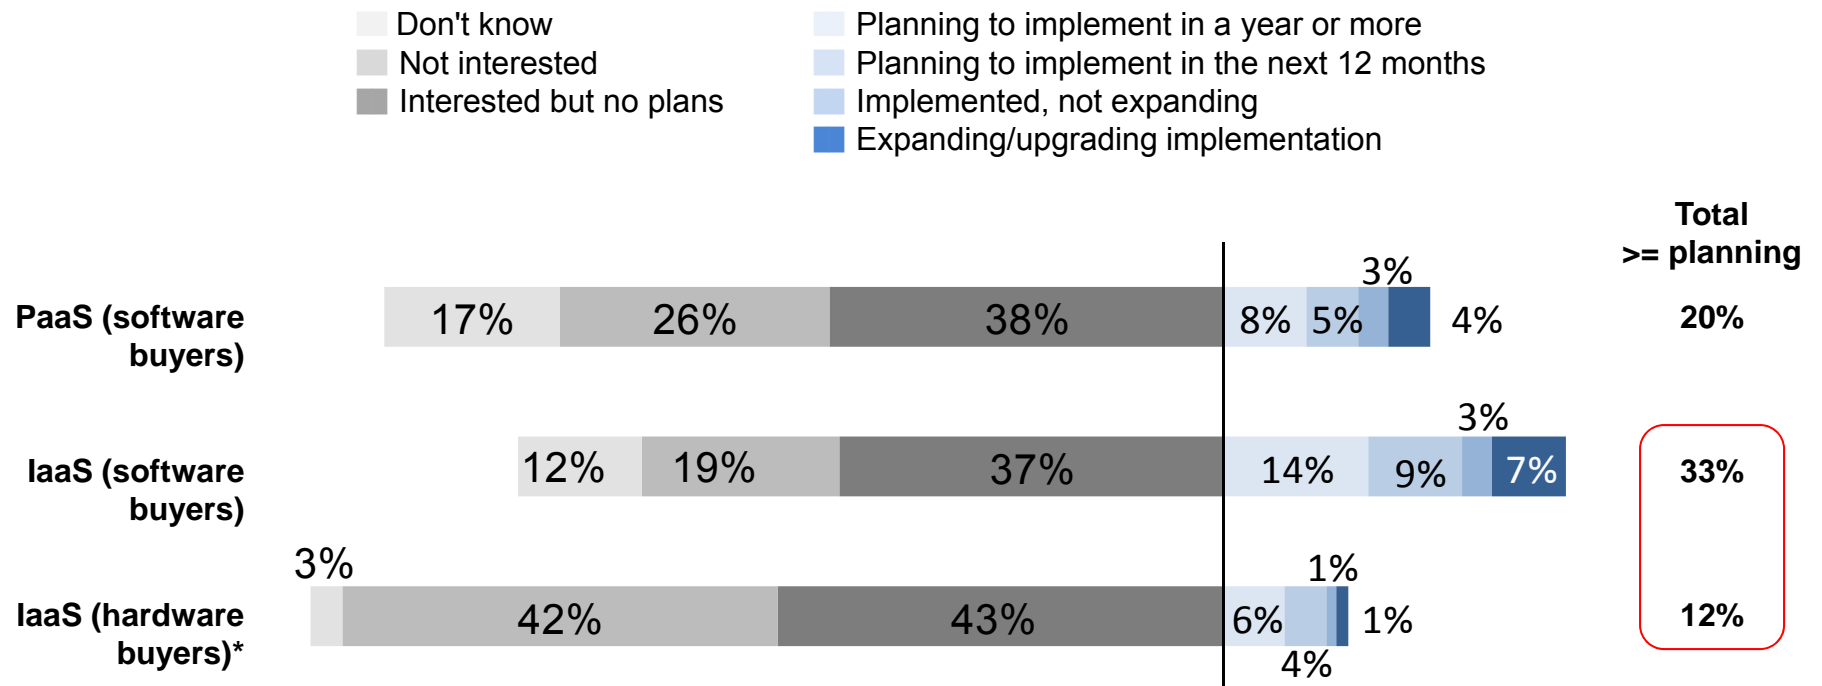 Don't know
Not interested
Interested but no plans
Planning to implement in a year or more
Planning to implement in the next 12 months
Implemented, not expanding
Expanding/upgrading implementation
Total
>= planning
PaaS (software
buyers)
17%
26%
38%
8%
5%
3%
4%
20%
IaaS (software
buyers)
12%
19%
37%
14%
9%
3%
7%
33%
IaaS (hardware
buyers)*
3%
42%
43%
6%
4%
1%
1%
12%